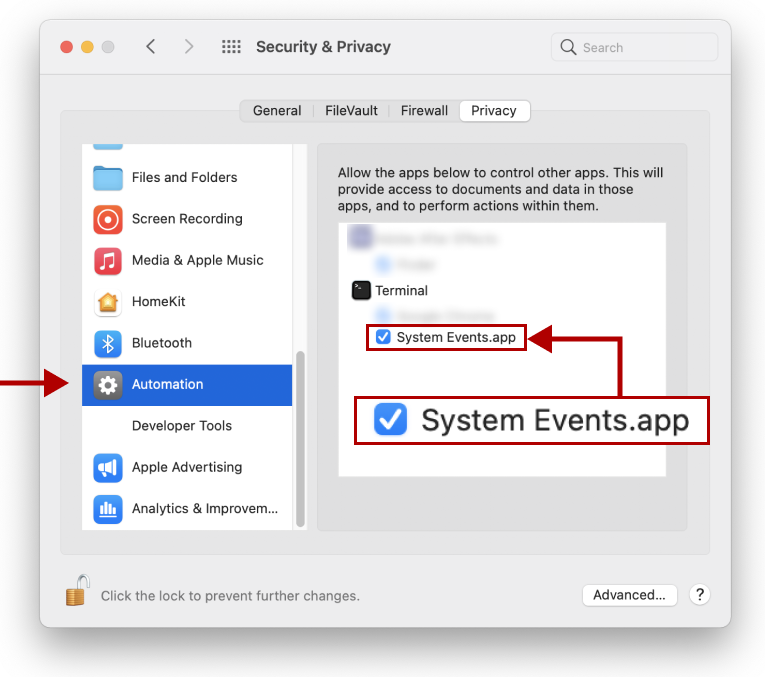 Security & Privacy
Search
General
FileVault
Firewall
Privacy
Files and Folders
Screen Recording
Media & Apple Music
HomeKit
Bluetooth
Automation
Developer Tools
Apple Advertising
Analytics & Improvem...
Allow the apps below to control other apps. This will
provide access to documents and data in those
apps, and to perform actions within them.
Terminal
System Events.app
System Events.app
Click the lock to prevent further changes.
Advanced...
?